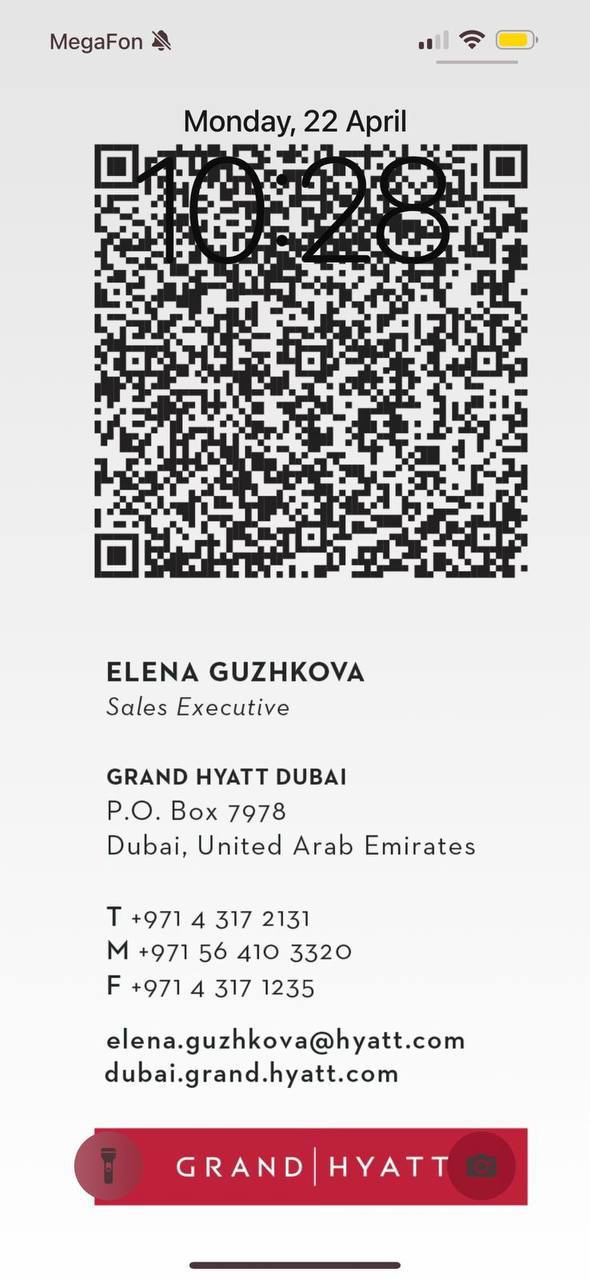 MegaFon
Monday, 22 April
10:28
ELENA GUZHKOVA
Sales Executive
GRAND HYATT DUBAI
P.O. Box 7978
Dubai, United Arab Emirates
T +971 4 317 2131
M +971 56 410 3320
F +971 4 317 1235
elena.guzhkova@hyatt.com
dubai.grand.hyatt.com
GRAND|HYATT